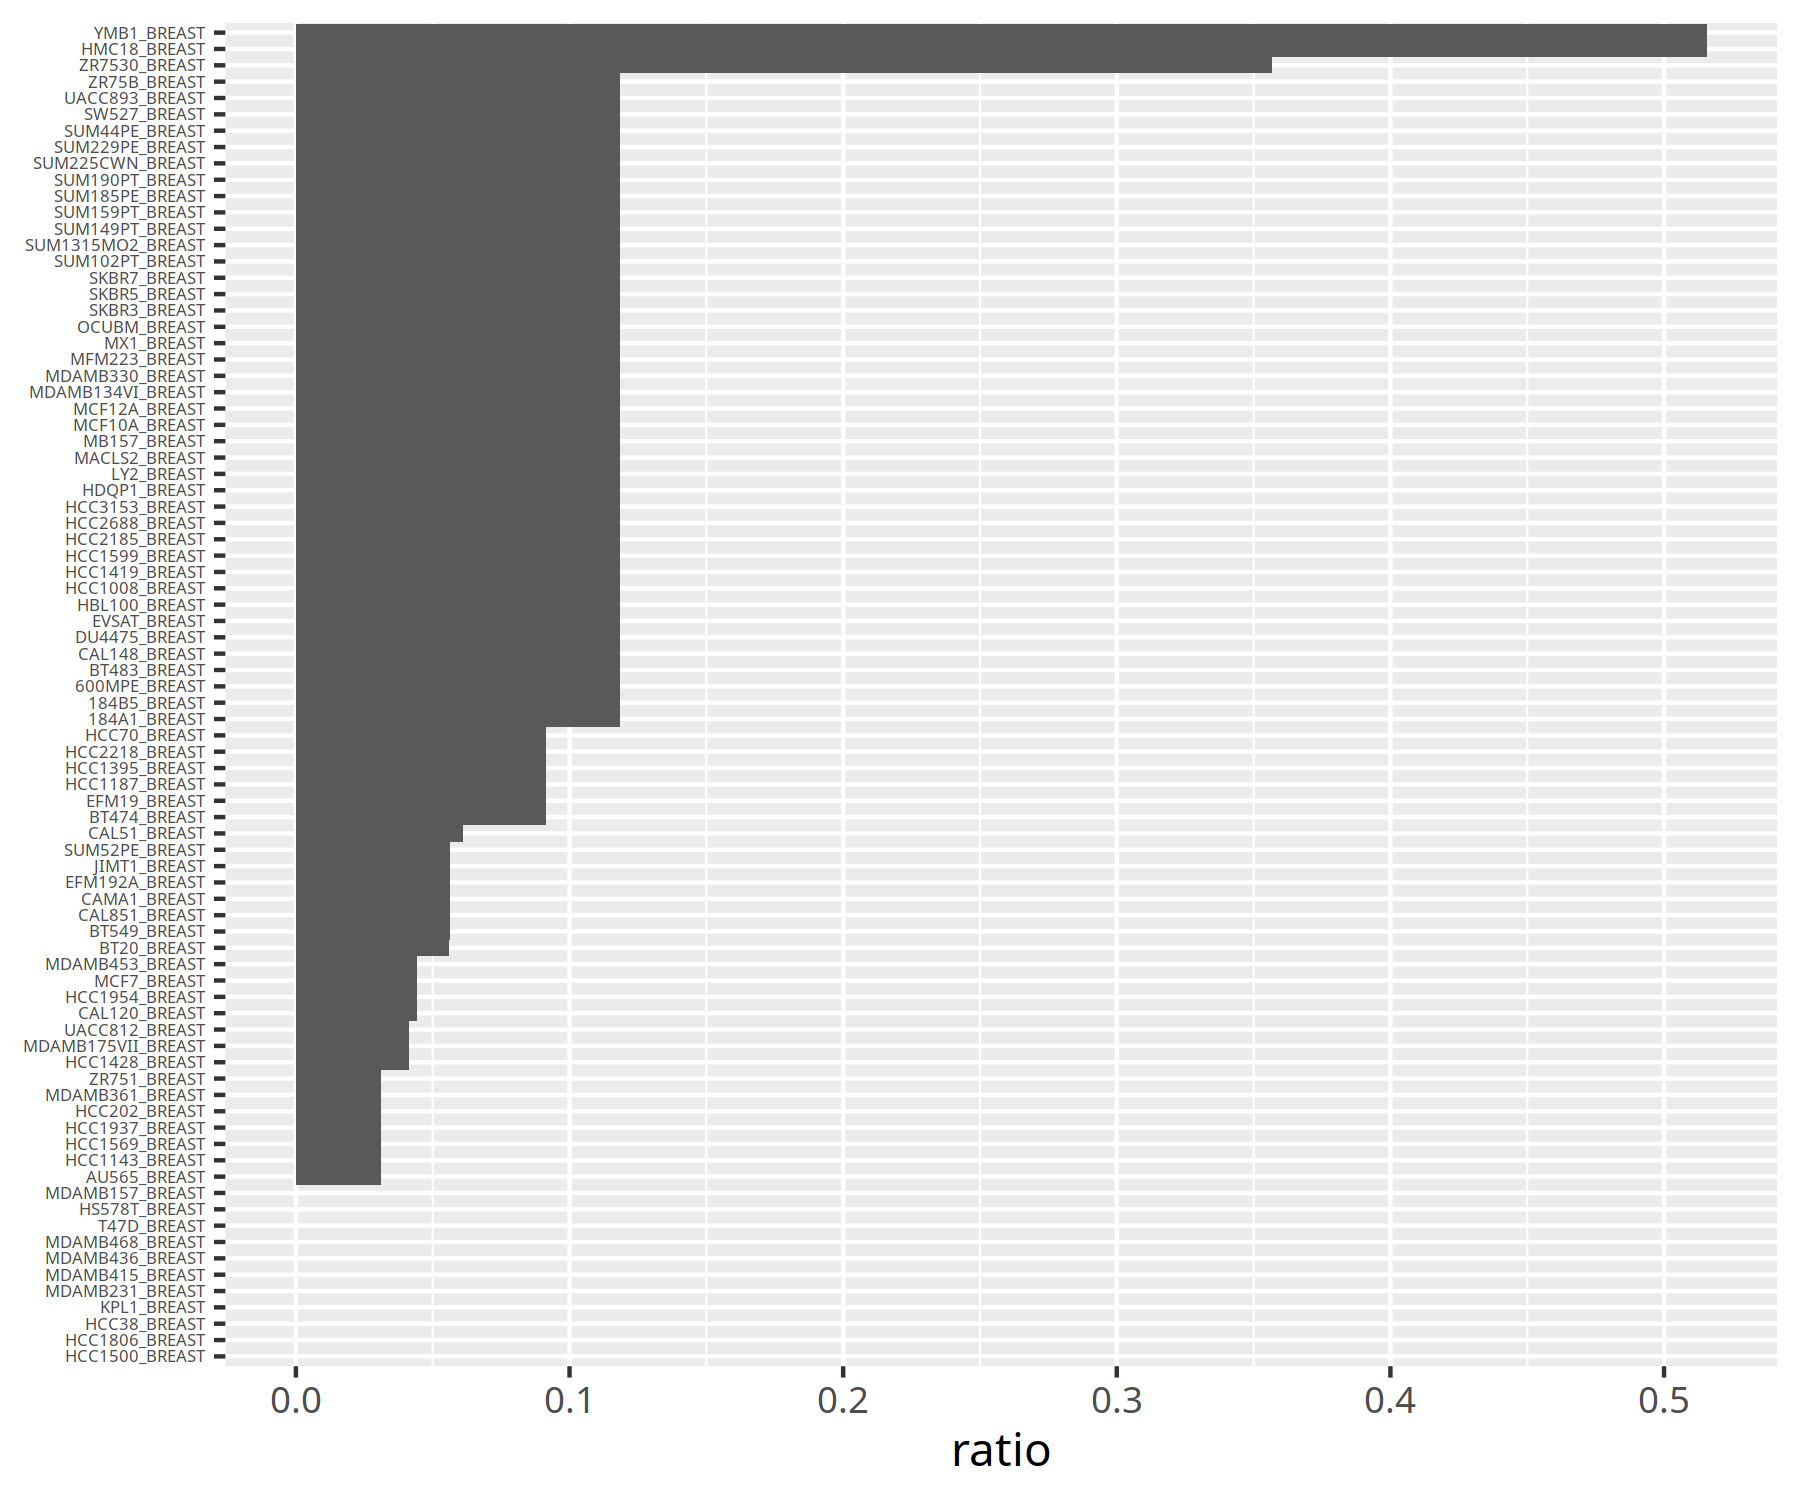 YMB1_BREAST
HMC18_BREAST
ZR7530_BREAST
ZR75B_BREAST
UACC893_BREAST
SW527_BREAST
SUM44PE_BREAST
SUM229PE_BREAST
SUM225CWN_BREAST
SUM190PT_BREAST
SUM185PE_BREAST
SUM159PT_BREAST
SUM149PT_BREAST
SUM1315MO2_BREAST
SUM102PT_BREAST
SKBR7_BREAST
SKBR5_BREAST
SKBR3_BREAST
OCUBM_BREAST
MX1_BREAST
MFM223_BREAST
MDAMB330_BREAST
MDAMB134VI_BREAST
MCF12A_BREAST
MCF10A_BREAST
MB157_BREAST
MACLS2_BREAST
LY2_BREAST
HDQP1_BREAST
HCC3153_BREAST
HCC2688_BREAST
HCC2185_BREAST
HCC1599_BREAST
HCC1419_BREAST
HCC1008_BREAST
HBL100_BREAST
EVSAT_BREAST
DU4475_BREAST
CAL148_BREAST
BT483_BREAST
600MPE_BREAST
184B5_BREAST
184A1_BREAST
HCC70_BREAST
HCC2218_BREAST
HCC1395_BREAST
HCC1187_BREAST
EFM19_BREAST
BT474_BREAST
CAL51_BREAST
SUM52PE_BREAST
JIMT1_BREAST
EFM192A_BREAST
CAMA1_BREAST
CAL851_BREAST
BT549_BREAST
BT20_BREAST
MDAMB453_BREAST
MCF7_BREAST
HCC1954_BREAST
CAL120_BREAST
UACC812_BREAST
MDAMB175VII_BREAST
HCC1428_BREAST
ZR751_BREAST
MDAMB361_BREAST
HCC202_BREAST
HCC1937_BREAST
HCC1569_BREAST
HCC1143_BREAST
AU565_BREAST
MDAMB157_BREAST
HS578T_BREAST
T47D_BREAST
MDAMB468_BREAST
MDAMB436_BREAST
MDAMB415_BREAST
MDAMB231_BREAST
KPL1_BREAST
HCC38_BREAST
HCC1806_BREAST
HCC1500_BREAST
0.0 0.1 0.2 0.3 0.4 0.5
ratio